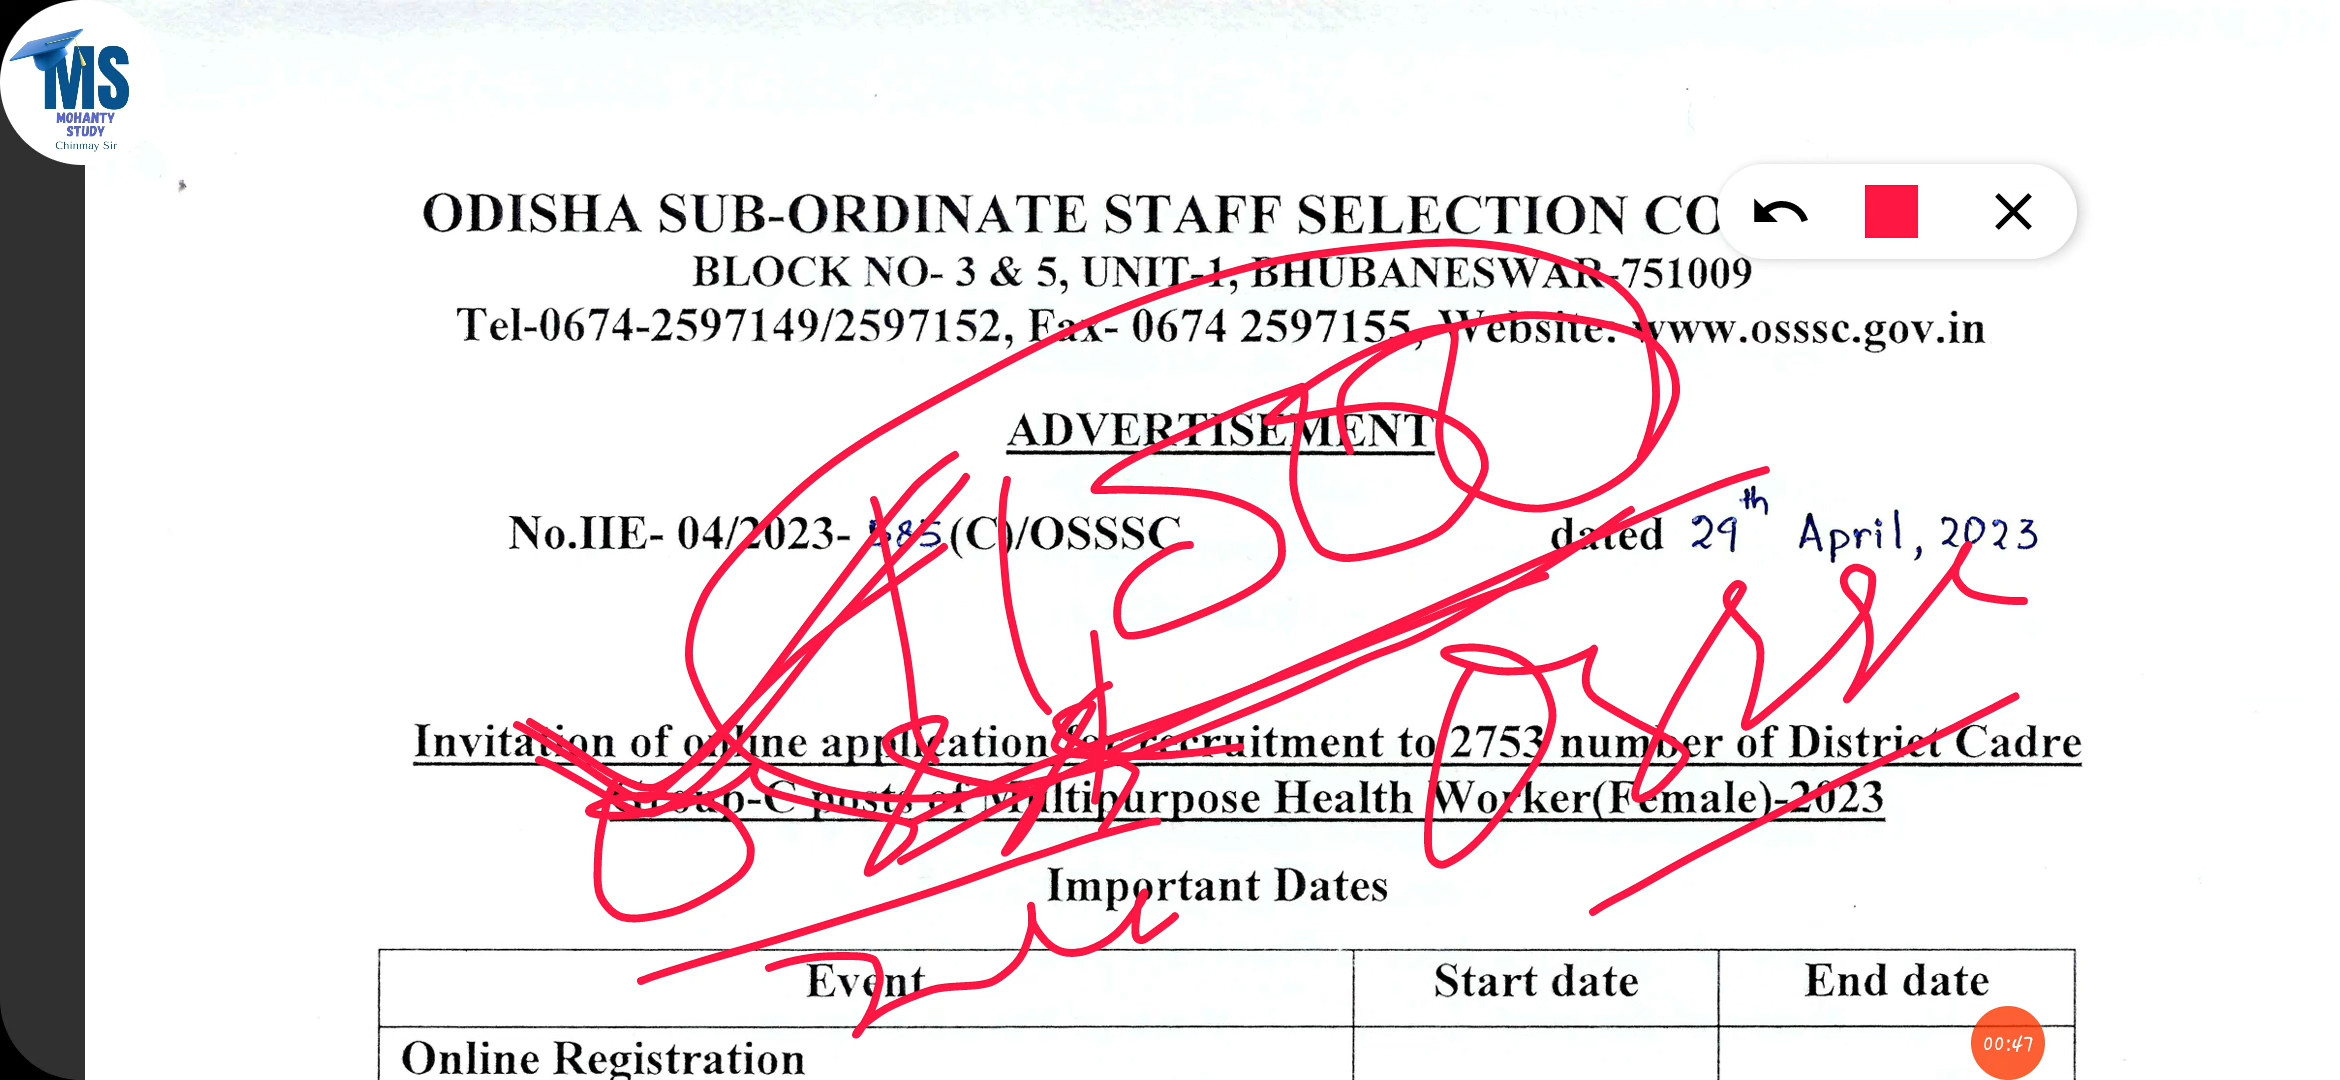 MS
MOHANTY
STUDY
Chinmay Sir
ODISHA SUB-ORDINATE STAFF SELECTION CO
BLOCK NO- 3 & 5, UNIT-1, BHUBANESWAR-751009
Tel-0674-2597149/2597152, Fax- 0674 2597155, Website: www.osssc.gov.in
ADVERTISEMENT
No.IIE- 04/2023- 585(C)/OSSSC dated 29th April, 2023
1500
OSSSC
Invitation of online application for recruitment to 2753 number of District Cadre
Group-C posts of Multipurpose Health Worker(Female)-2023
Important Dates
Event Start date End date
Online Registration
00:47